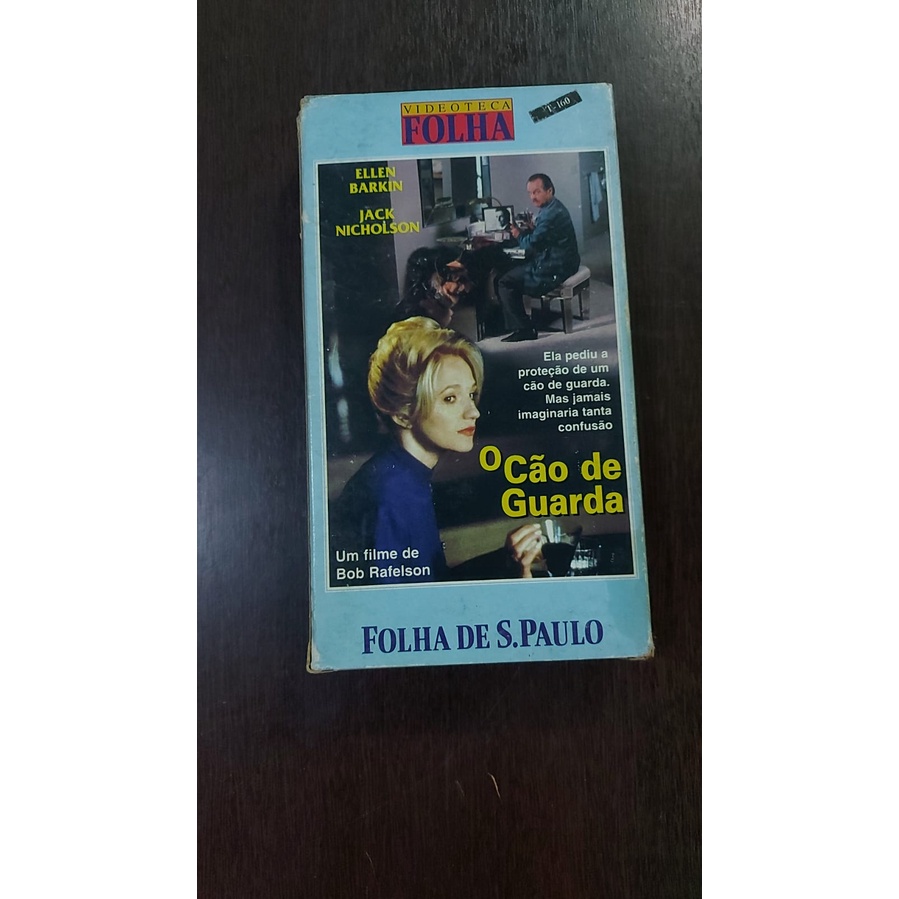 VIDEOTECA
FOLHA
T-160
ELLEN
BARKIN
JACK
NICHOLSON
Ela pediu a
proteção de um
cão de guarda.
Mas jamais
imaginaria tanta
confusão
O Cão de
Guarda
Um filme de
Bob Rafelson
FOLHA DE S.PAULO